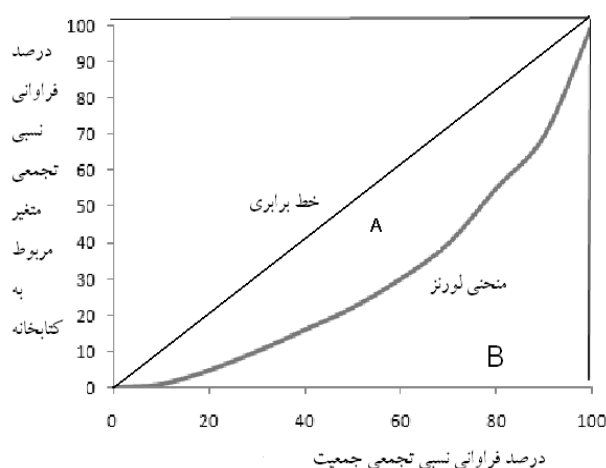 درصد
فراوانی
نسبی
تجمعی
متغیر
مربوط
به
کتابخانه
100
90
80
70
60
50
40
30
20
10
0
خط برابری
A
منحنی لورنز
B
0 20 40 60 80 100
درصد فراوانی نسبی تجمعی جمعیت